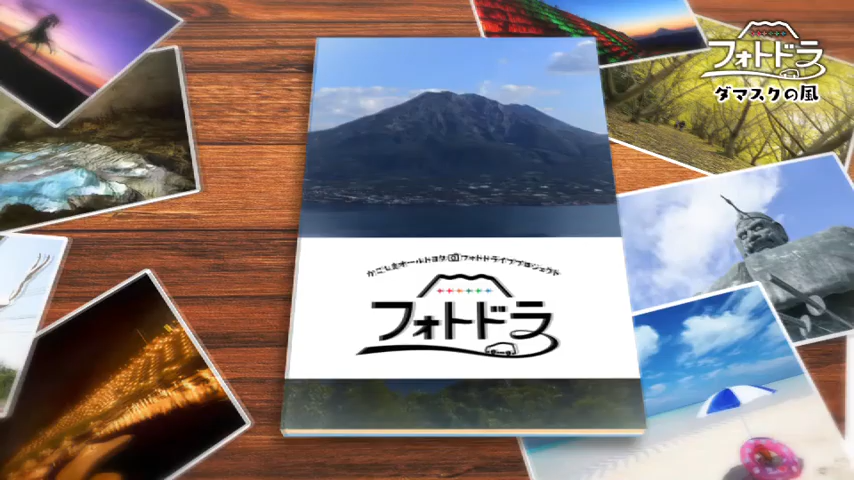 フォトドラ
ダマスクの風
かごしまオールトヨタ フォトドライブプロジェクト
フォトドラ